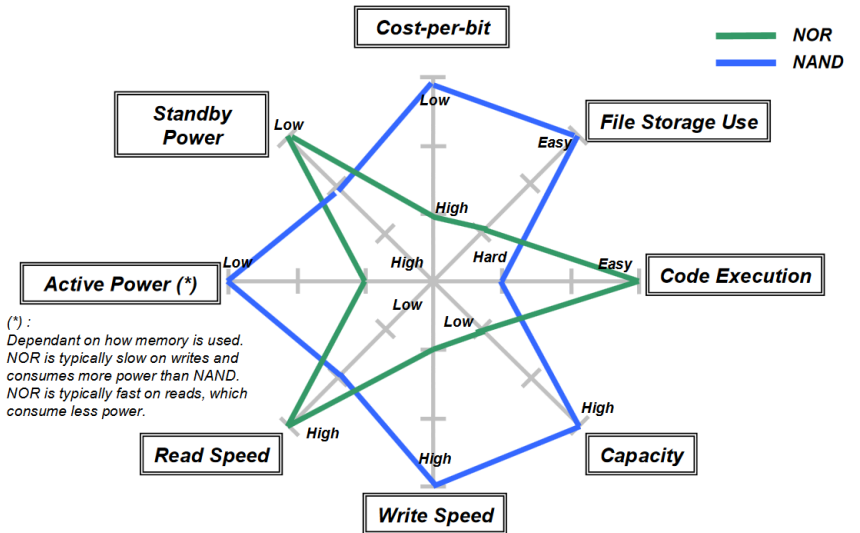 Cost-per-bit
NOR
NAND
Standby
Power
Low
Low
File Storage Use
Easy
High
Low
High
Hard
Easy
Active Power (*)
Code Execution
Low
Low
(*) :
Dependant on how memory is used.
NOR is typically slow on writes and
consumes more power than NAND.
NOR is typically fast on reads, which
consume less power.
High
High
High
Read Speed
Capacity
Write Speed